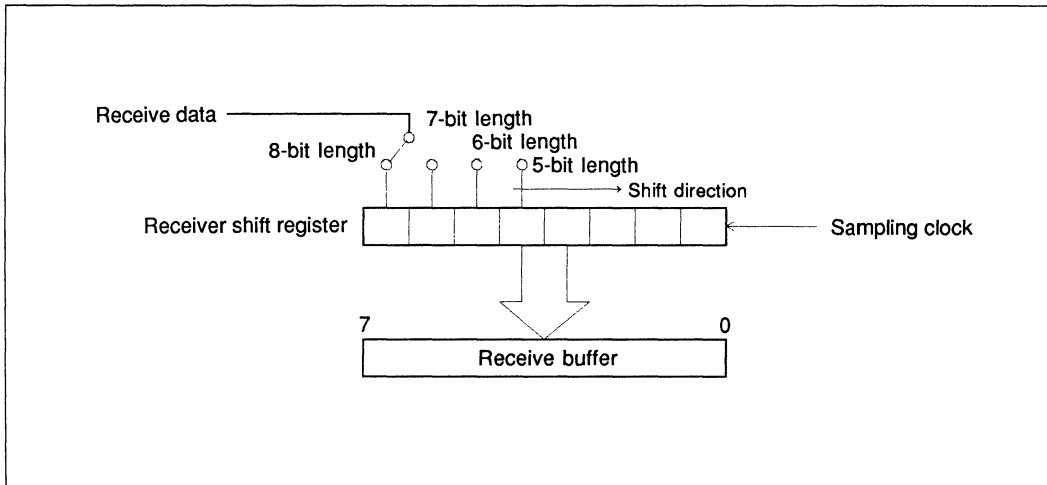 Receive data
7-bit length
8-bit length
6-bit length
5-bit length
Shift direction
Receiver shift register
Sampling clock
7
0
Receive buffer